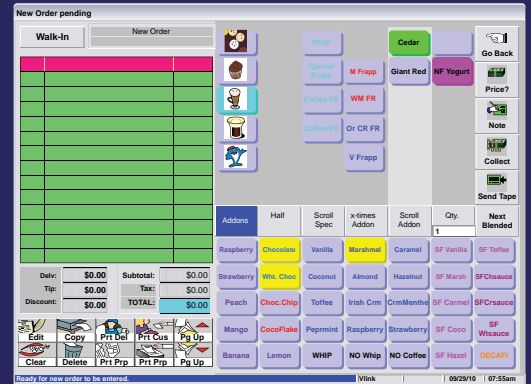 New Order pending
Walk-In
New Order
FRAP
Cedar
Go Back
Carmel Frapp
M Frapp
Giant Red
NF Yogurt
Price?
Coffee FR
WM FR
Note
Coffee FR
Or CR FR
Collect
V Frapp
Send Tape
Addons
Half
Scroll Spec
x-times Addon
Scroll Addon
Qty.
1
Next Blended
Raspberry
Chocolate
Vanilla
Marshmal
Caramel
SF Vanilla
SF Toffee
Strawberry
Wht. Choc
Coconut
Almond
Hazelnut
SF Marsh
SFChsauce
Peach
Choc.Chip
Toffee
Irish Crm
CrmMenthe
SF Carmel
SFCrsauce
Mango
CocoFlake
Peprmint
Raspberry
Strawberry
SF Coco
SF Wtsauce
Banana
Lemon
WHIP
NO Whip
NO Coffee
SF Hazel
DECAFI
Delv:
$0.00
Subtotal:
$0.00
Tip:
$0.00
Tax:
$0.00
Discount:
$0.00
TOTAL:
$0.00
Edit
Copy
Prt Del
Prt Cus
Pg Up
Clear
Delete
Prt Prp
Prt Prp
Pg Up
Ready for new order to be entered.
Vlink
09/29/10
07:55am